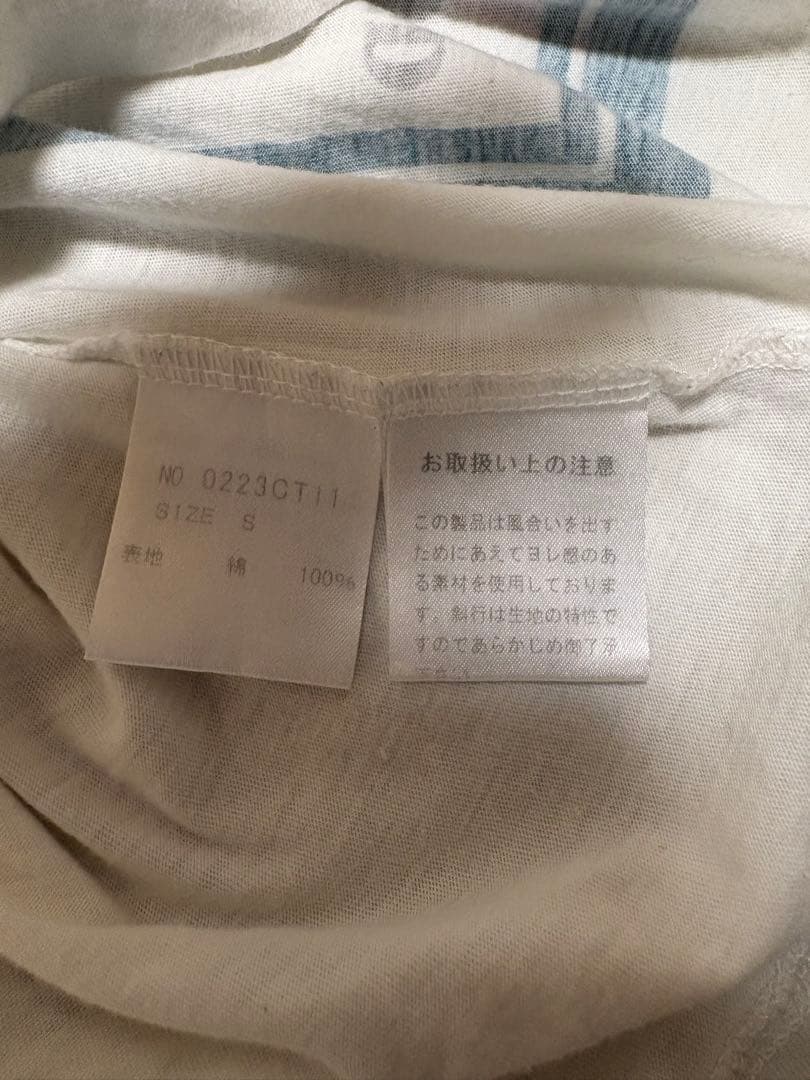 NO 0223CT11
SIZE S
表地 綿 100%
お取扱い上の注意
この製品は風合いを出す
ためにあえてヨレ感のあ
る素材を使用しておりま
す。斜行は生地の特性で
すのであらかじめ御了承